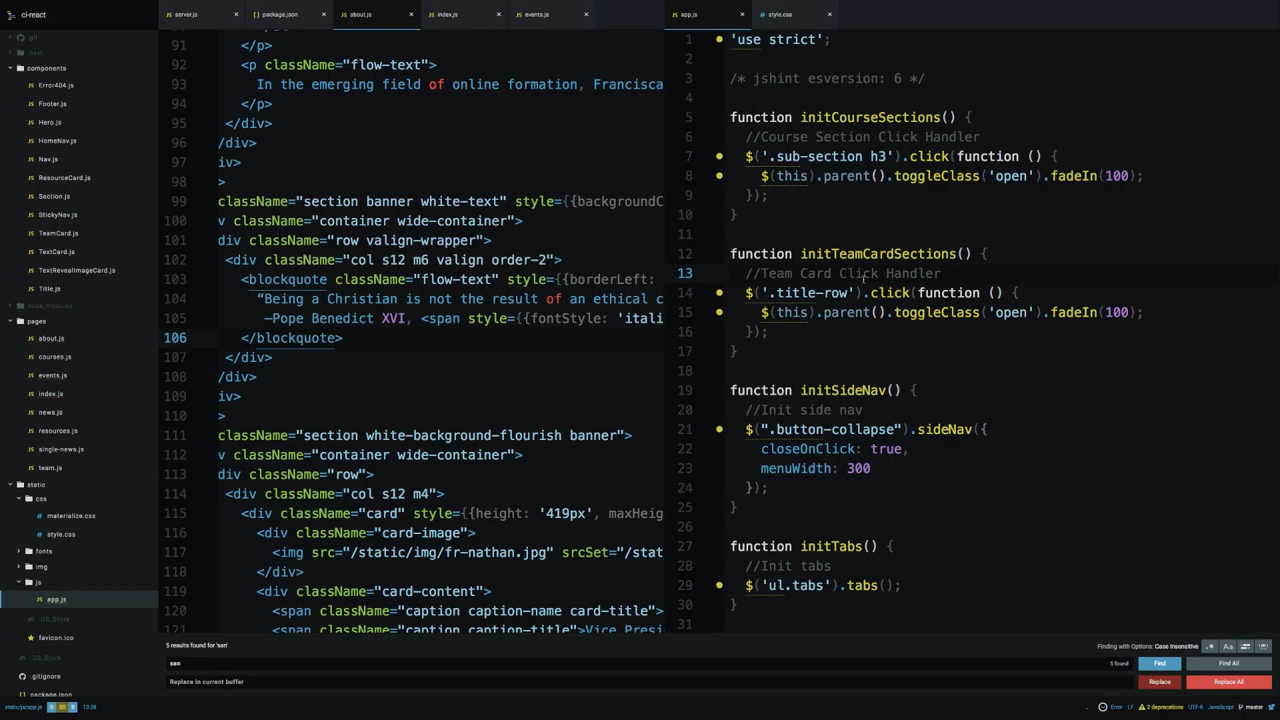 ci-react
.git
.next
components
Error404.js
Footer.js
Hero.js
HomeNav.js
Nav.js
ResourceCard.js
Section.js
StickyNav.js
TeamCard.js
TextCard.js
TextRevealImageCard.js
Title.js
node_modules
pages
about.js
courses.js
events.js
index.js
news.js
resources.js
single-news.js
team.js
static
css
materialize.css
style.css
fonts
img
js
app.js
.DS_Store
favicon.ico
.DS_Store
.gitignore
package.json
server.js × package.json × about.js × index.js × events.js ×
91 </p>
92 <p className="flow-text">
93 In the emerging field of online formation, Francisca
94 </p>
95 </div>
96 /div>
97 iv>
98 >
99 className="section banner white-text" style={{backgroundC
100 v className="container wide-container">
101 div className="row valign-wrapper">
102 <div className="col s12 m6 valign order-2">
103 <blockquote className="flow-text" style={{borderLeft:
104 “Being a Christian is not the result of an ethical c
105 —Pope Benedict XVI, <span style={{fontStyle: 'itali
106 </blockquote>
107 </div>
108 /div>
109 iv>
110 >
111 className="section white-background-flourish banner">
112 v className="container wide-container">
113 div className="row">
114 <div className="col s12 m4">
115 <div className="card" style={{height: '419px', maxHeig
116 <div className="card-image">
117 <img src="/static/img/fr-nathan.jpg" srcSet="/stat
118 </div>
119 <div className="card-content">
120 <span className="caption caption-name card-title">
121 <span className="caption caption-title">Vice Presi
app.js × style.css ×
1 'use strict';
2
3 /* jshint esversion: 6 */
4
5 function initCourseSections() {
6 //Course Section Click Handler
7 $('.sub-section h3').click(function () {
8 $(this).parent().toggleClass('open').fadeIn(100);
9 });
10 }
11
12 function initTeamCardSections() {
13 //Team Card Click Handler
14 $('.title-row').click(function () {
15 $(this).parent().toggleClass('open').fadeIn(100);
16 });
17 }
18
19 function initSideNav() {
20 //Init side nav
21 $(".button-collapse").sideNav({
22 closeOnClick: true,
23 menuWidth: 300
24 });
25 }
26
27 function initTabs() {
28 //Init tabs
29 $('ul.tabs').tabs();
30 }
31
5 results found for 'san'
Finding with Options: Case Insensitive
.* Aa
san
5 found
Find
Find All
Replace in current buffer
Replace
Replace All
static/js/app.js 0 50 0 13:28
Error LF 2 deprecations UTF-8 JavaScript master